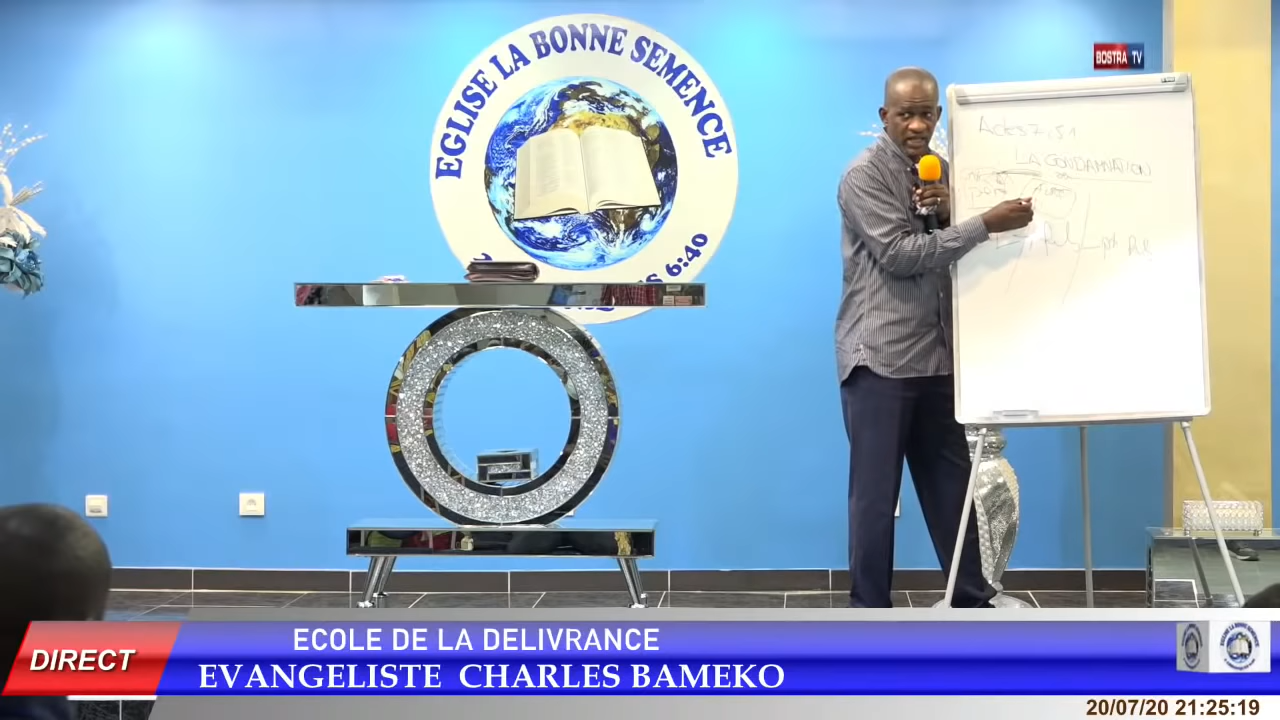 EGLISE LA BONNE SEMENCE
S 6:40
BOSTRA TV
Actes 7, 51
LA CONDAMNATION
ECOLE DE LA DELIVRANCE
DIRECT
EVANGELISTE CHARLES BAMEKO
20/07/20 21:25:19